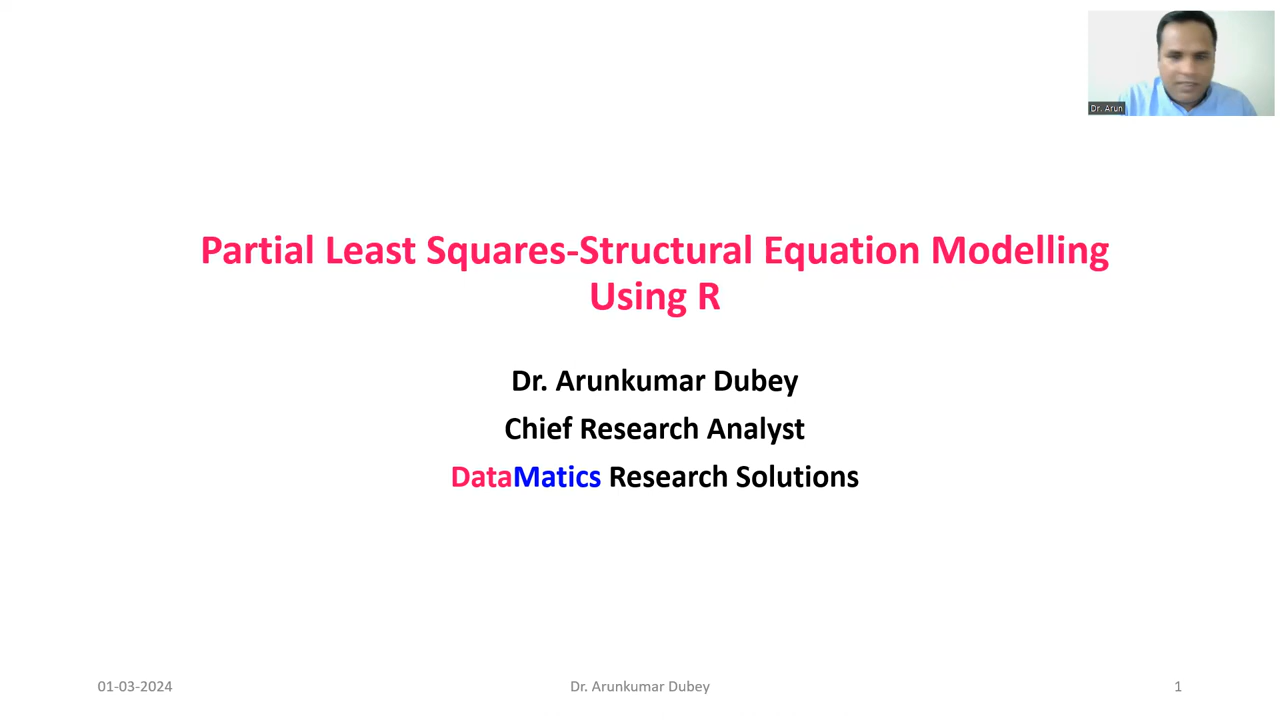 Dr. Arun
Partial Least Squares-Structural Equation Modelling
Using R
Dr. Arunkumar Dubey
Chief Research Analyst
DataMatics Research Solutions
01-03-2024
Dr. Arunkumar Dubey
1